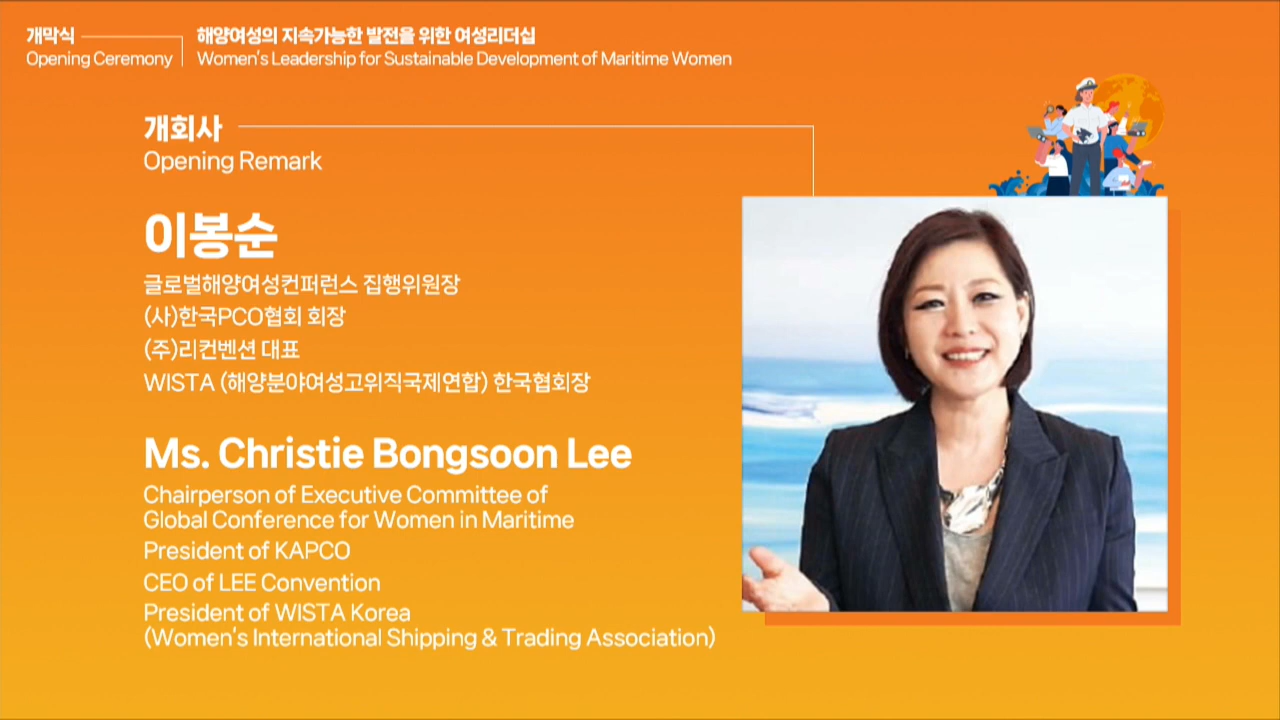 개막식
Opening Ceremony
해양여성의 지속가능한 발전을 위한 여성리더십
Women's Leadership for Sustainable Development of Maritime Women
개회사
Opening Remark
이봉순
글로벌해양여성컨퍼런스 집행위원장
(사)한국PCO협회 회장
(주)리컨벤션 대표
WISTA (해양분야여성고위직국제연합) 한국협회장
Ms. Christie Bongsoon Lee
Chairperson of Executive Committee of
Global Conference for Women in Maritime
President of KAPCO
CEO of LEE Convention
President of WISTA Korea
(Women's International Shipping & Trading Association)